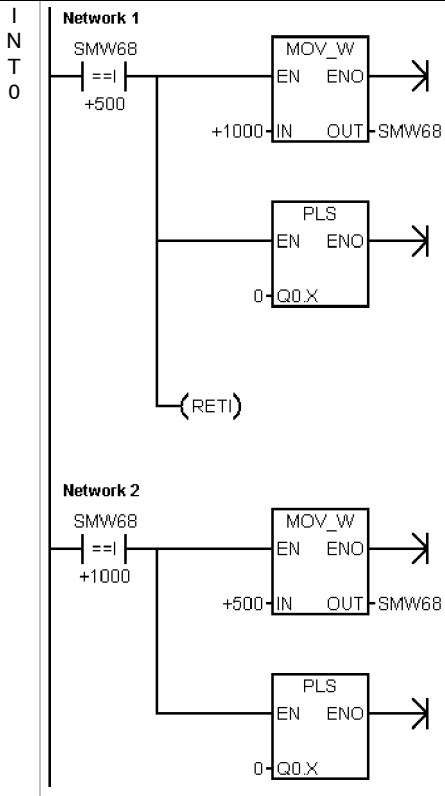 INT0
Network 1
SMW68
==I
+500
MOV_W
EN ENO
+1000 IN OUT SMW68
PLS
EN ENO
0 Q0.X
RETI
Network 2
SMW68
==I
+1000
MOV_W
EN ENO
+500 IN OUT SMW68
PLS
EN ENO
0 Q0.X